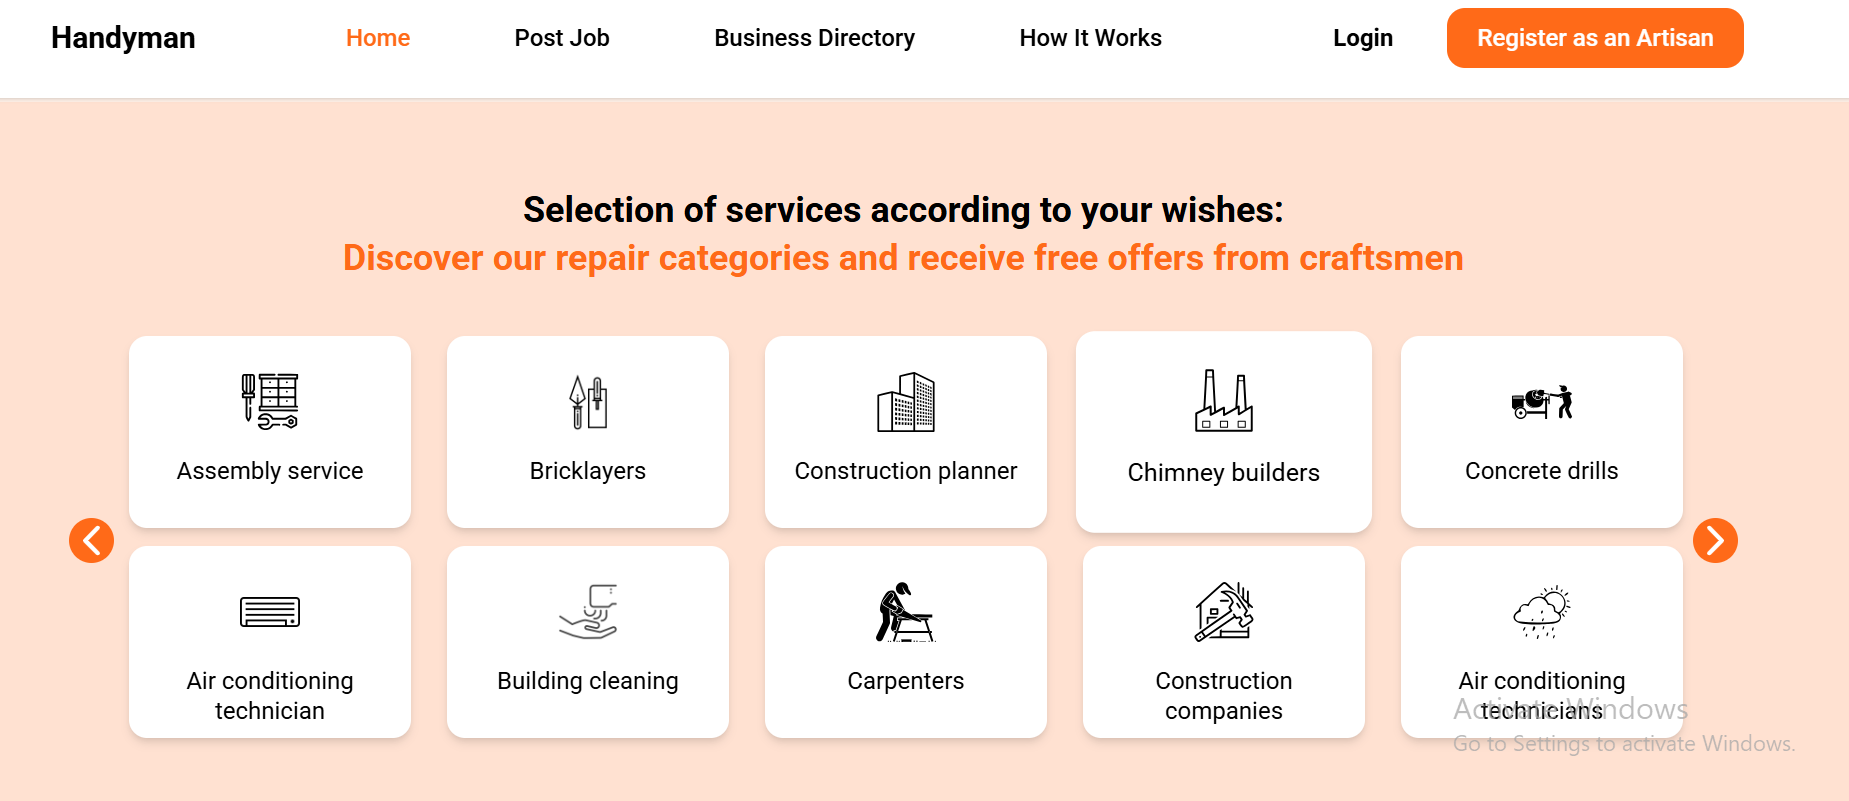 Handyman
Home
Post Job
Business Directory
How It Works
Login
Register as an Artisan
Selection of services according to your wishes:
Discover our repair categories and receive free offers from craftsmen
Assembly service
Bricklayers
Construction planner
Chimney builders
Concrete drills
Air conditioning
technician
Building cleaning
Carpenters
Construction
companies
Air conditioning
technicians
Activate Windows
Go to Settings to activate Windows.